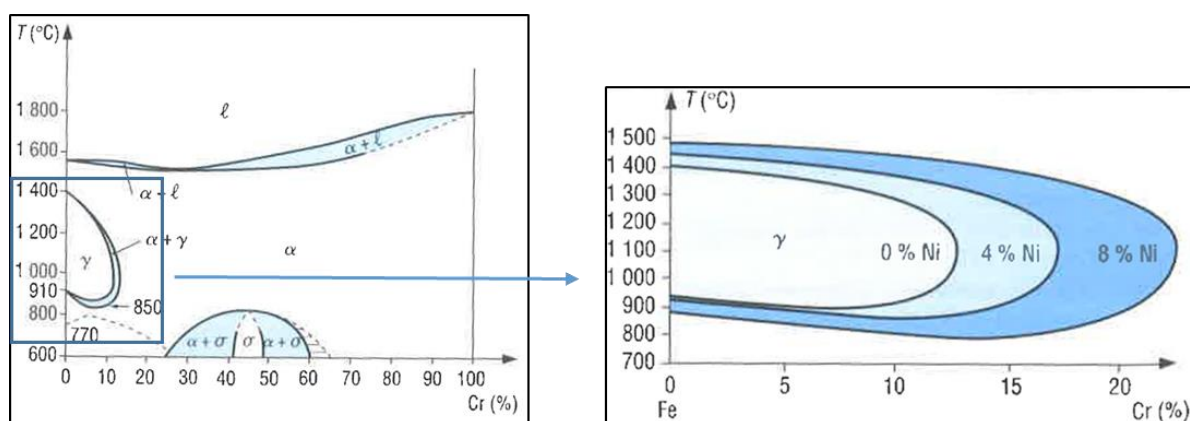 T (°C)
ℓ
1 800
α + ℓ
1 600
α + ℓ
1 400
α + γ
1 200
α
γ
1 000
910
850
800
770
α + σ
σ
α + σ
600
0 10 20 30 40 50 60 70 80 90 100
Cr (%)
T (°C)
1 500
1 400
1 300
1 200
γ
0 % Ni
4 % Ni
8 % Ni
1 100
1 000
900
800
700
0
5
10
15
20
Fe
Cr (%)